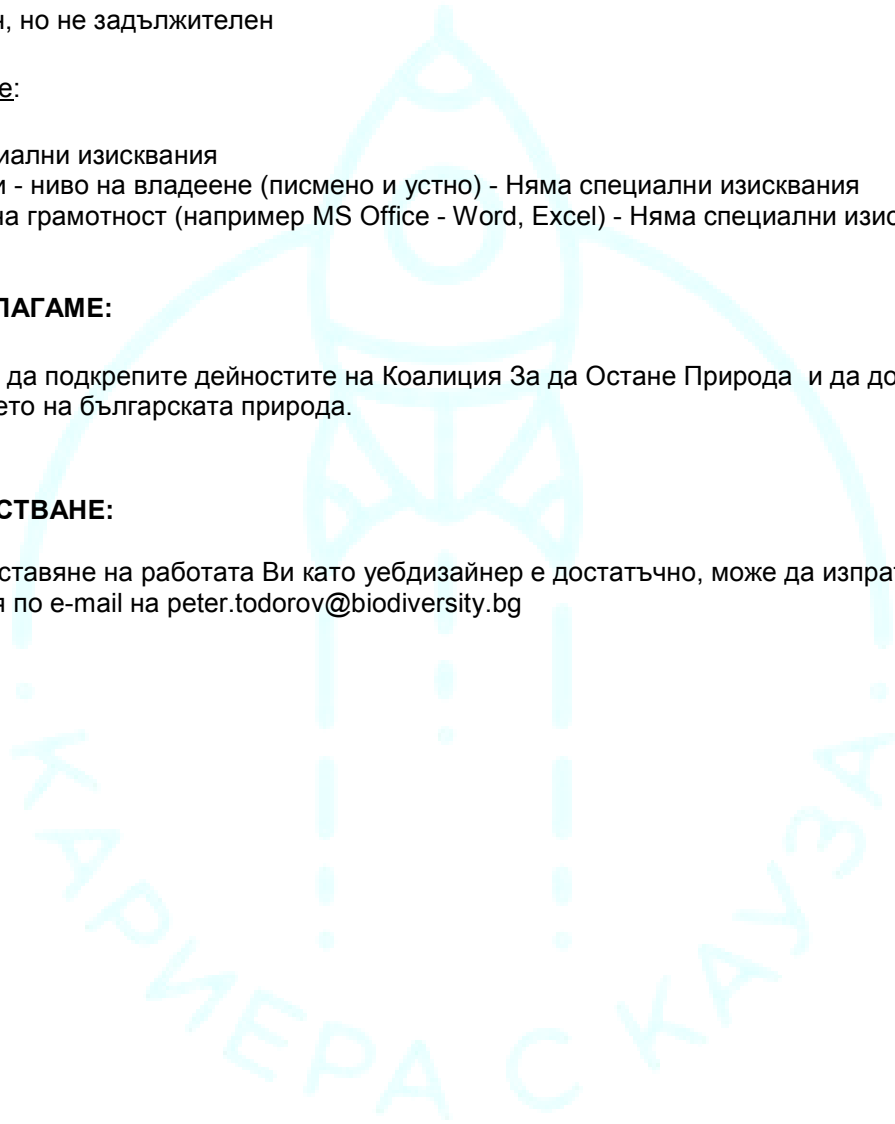 н, но не задължителен
е:
иални изисквания
и - ниво на владеене (писмено и устно) - Няма специални изисквания
на грамотност (например MS Office - Word, Excel) - Няма специални изис
ЛАГАМЕ:
да подкрепите дейностите на Коалиция За да Остане Природа и да до
ето на българската природа.
СТВАНЕ:
ставяне на работата Ви като уебдизайнер е достатъчно, може да изпрат
я по e-mail на peter.todorov@biodiversity.bg
КАРИЕРА С КАУЗА